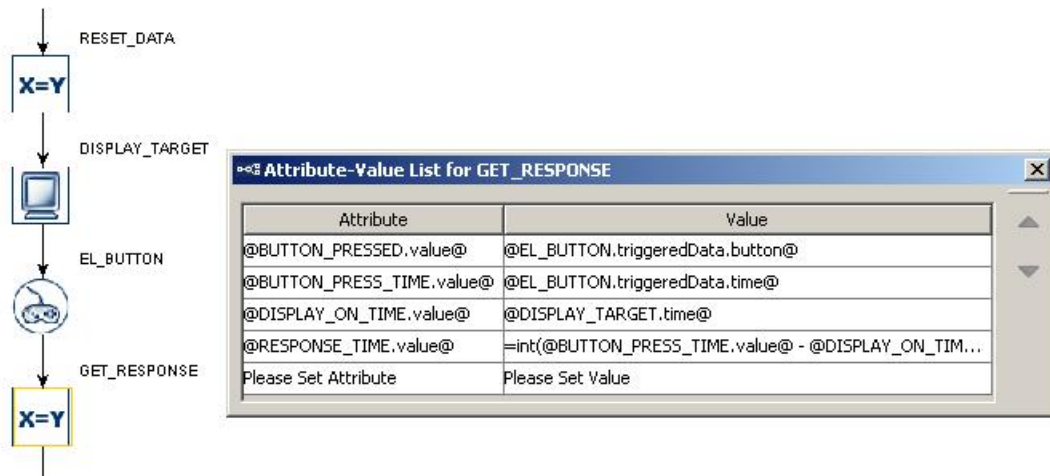 RESET_DATA
X=Y
DISPLAY_TARGET
EL_BUTTON
GET_RESPONSE
X=Y
Attribute-Value List for GET_RESPONSE
Attribute Value
@BUTTON_PRESSED.value@ @EL_BUTTON.triggeredData.button@
@BUTTON_PRESS_TIME.value@ @EL_BUTTON.triggeredData.time@
@DISPLAY_ON_TIME.value@ @DISPLAY_TARGET.time@
@RESPONSE_TIME.value@ =int(@BUTTON_PRESS_TIME.value@ - @DISPLAY_ON_TIM...
Please Set Attribute Please Set Value